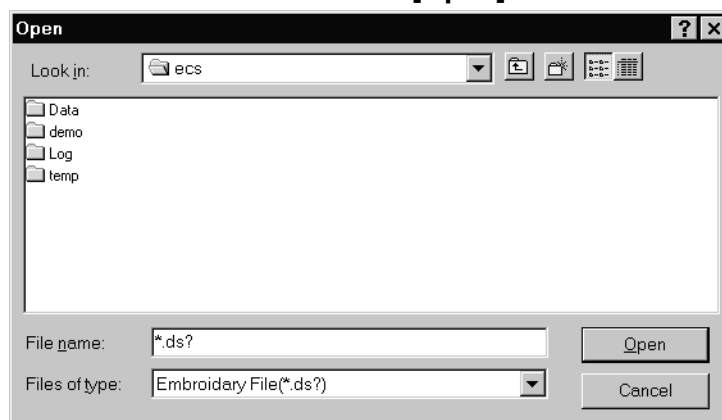 Open
Look in: ecs
Data
demo
Log
temp
File name: *.ds? Open
Files of type: Embroidary File(*.ds?) Cancel